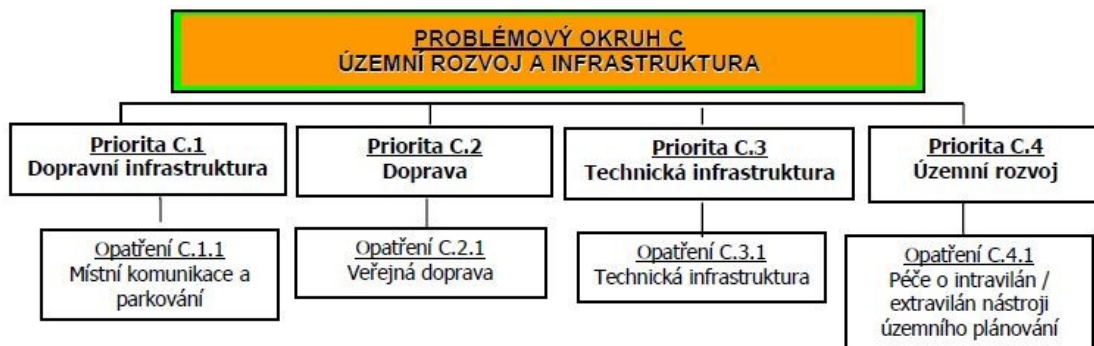 PROBLÉMOVÝ OKRUH C
ÚZEMNÍ ROZVOJ A INFRASTRUKTURA
Priorita C.1
Dopravní infrastruktura
Priorita C.2
Doprava
Priorita C.3
Technická infrastruktura
Priorita C.4
Územní rozvoj
Opatření C.1.1
Místní komunikace a
parkování
Opatření C.2.1
Veřejná doprava
Opatření C.3.1
Technická infrastruktura
Opatření C.4.1
Péče o intravilán /
extravilán nástroji
územního plánování